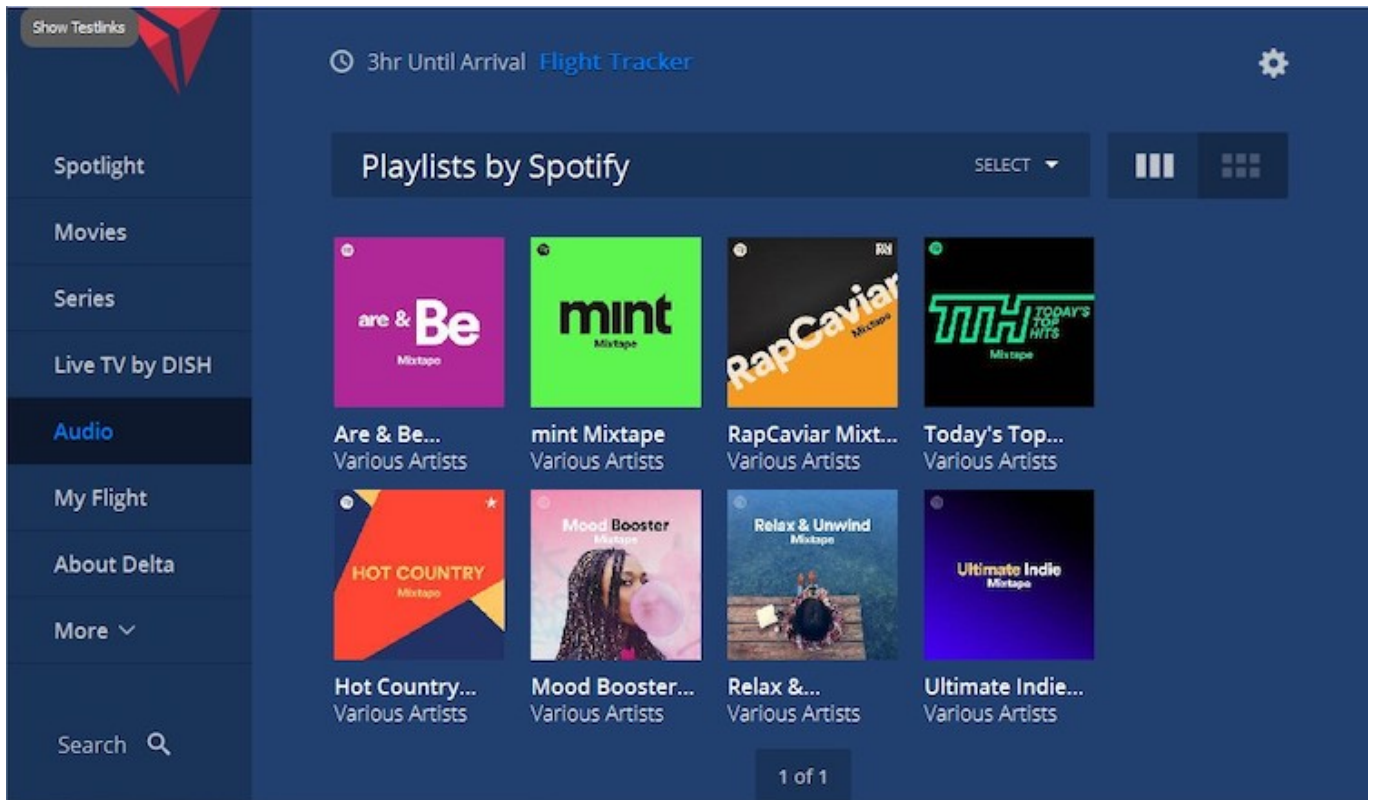 Show Testlinks
3hr Until Arrival Flight Tracker
Spotlight
Movies
Series
Live TV by DISH
Audio
My Flight
About Delta
More
Search
Playlists by Spotify
SELECT
are & Be
Mixtape
Are & Be...
Various Artists
mint
Mixtape
mint Mixtape
Various Artists
RapCaviar
Mixtape
RapCaviar Mixt...
Various Artists
TTH TODAY'S
TOP
HITS
Mixtape
Today's Top...
Various Artists
HOT COUNTRY
Mixtape
Hot Country...
Various Artists
Mood Booster
Mixtape
Mood Booster...
Various Artists
Relax & Unwind
Mixtape
Relax &...
Various Artists
Ultimate Indie
Mixtape
Ultimate Indie...
Various Artists
1 of 1